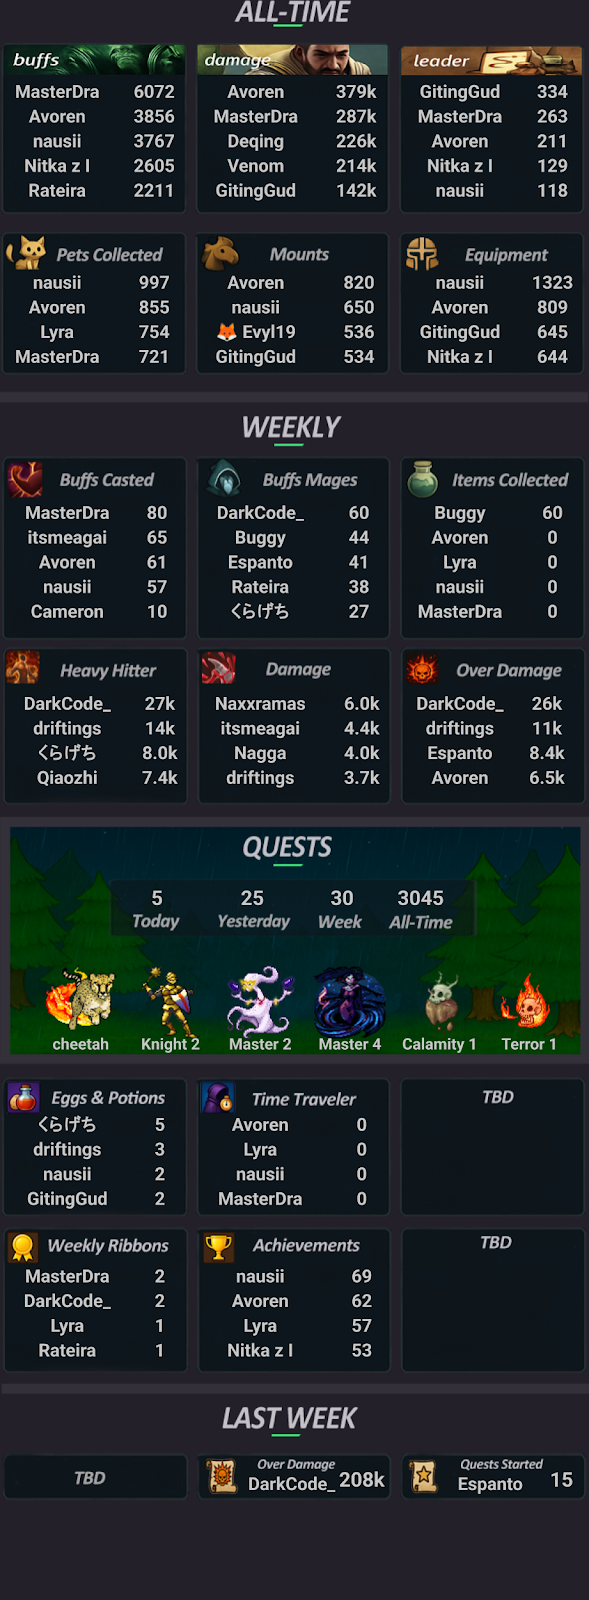 ALL-TIME
buffs
MasterDra 6072
Avoren 3856
nausii 3767
Nitka z l 2605
Rateira 2211
damage
Avoren 379k
MasterDra 287k
Deqing 226k
Venom 214k
GitingGud 142k
leader
GitingGud 334
MasterDra 263
Avoren 211
Nitka z l 129
nausii 118
Pets Collected
nausii 997
Avoren 855
Lyra 754
MasterDra 721
Mounts
Avoren 820
nausii 650
🦊 Evyl19 536
GitingGud 534
Equipment
nausii 1323
Avoren 809
GitingGud 645
Nitka z l 644
WEEKLY
Buffs Casted
MasterDra 80
itsmeagai 65
Avoren 61
nausii 57
Cameron 10
Buffs Mages
DarkCode_ 60
Buggy 44
Espanto 41
Rateira 38
くらげち 27
Items Collected
Buggy 60
Avoren 0
Lyra 0
nausii 0
MasterDra 0
Heavy Hitter
DarkCode_ 27k
driftings 14k
くらげち 8.0k
Qiaozhi 7.4k
Damage
Naxxramas 6.0k
itsmeagai 4.4k
Nagga 4.0k
driftings 3.7k
Over Damage
DarkCode_ 26k
driftings 11k
Espanto 8.4k
Avoren 6.5k
QUESTS
5 25 30 3045
Today Yesterday Week All-Time
cheetah Knight 2 Master 2 Master 4 Calamity 1 Terror 1
Eggs & Potions
くらげち 5
driftings 3
nausii 2
GitingGud 2
Time Traveler
Avoren 0
Lyra 0
nausii 0
MasterDra 0
TBD
Weekly Ribbons
MasterDra 2
DarkCode_ 2
Lyra 1
Rateira 1
Achievements
nausii 69
Avoren 62
Lyra 57
Nitka z l 53
TBD
LAST WEEK
TBD
Over Damage
DarkCode_ 208k
Quests Started
Espanto 15